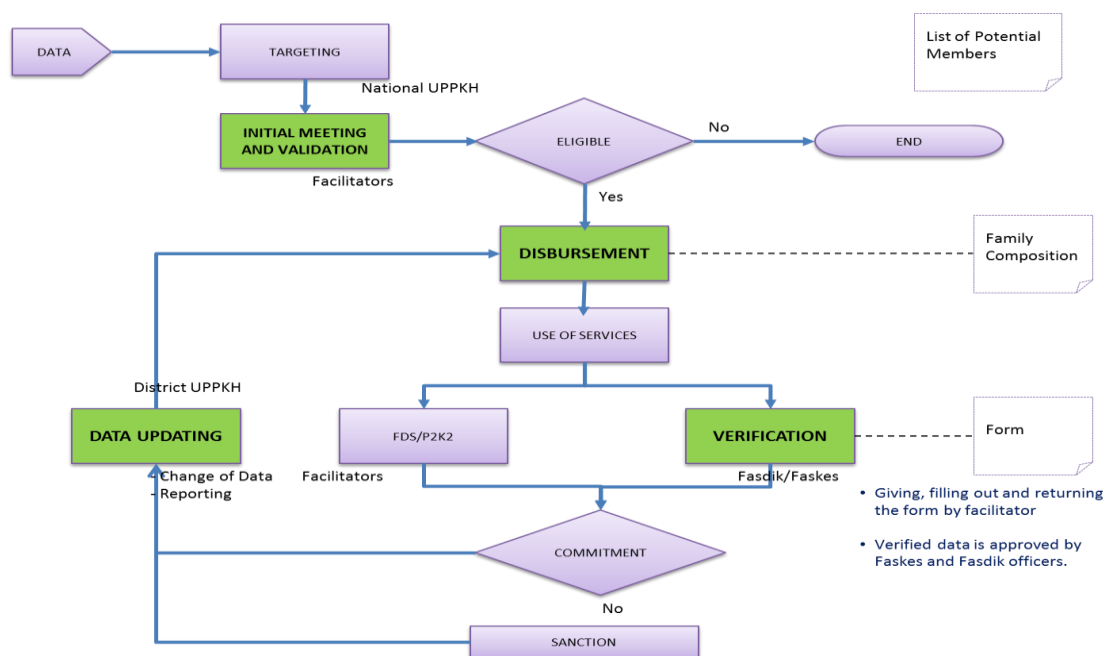 DATA
TARGETING
List of Potential
Members
National UPPKH
INITIAL MEETING
AND VALIDATION
ELIGIBLE
No
END
Facilitators
Yes
DISBURSEMENT
Family
Composition
USE OF SERVICES
District UPPKH
DATA UPDATING
FDS/P2K2
VERIFICATION
Form
- Change of Data
- Reporting
Facilitators
Fasdik/Faskes
• Giving, filling out and returning
the form by facilitator
• Verified data is approved by
Faskes and Fasdik officers.
COMMITMENT
No
SANCTION